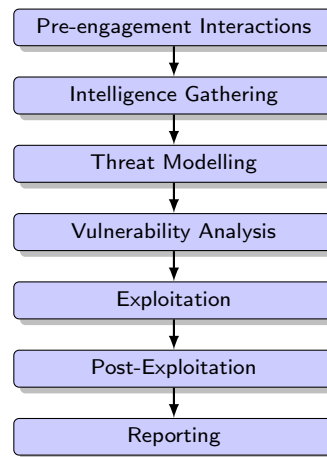 Pre-engagement Interactions
Intelligence Gathering
Threat Modelling
Vulnerability Analysis
Exploitation
Post-Exploitation
Reporting